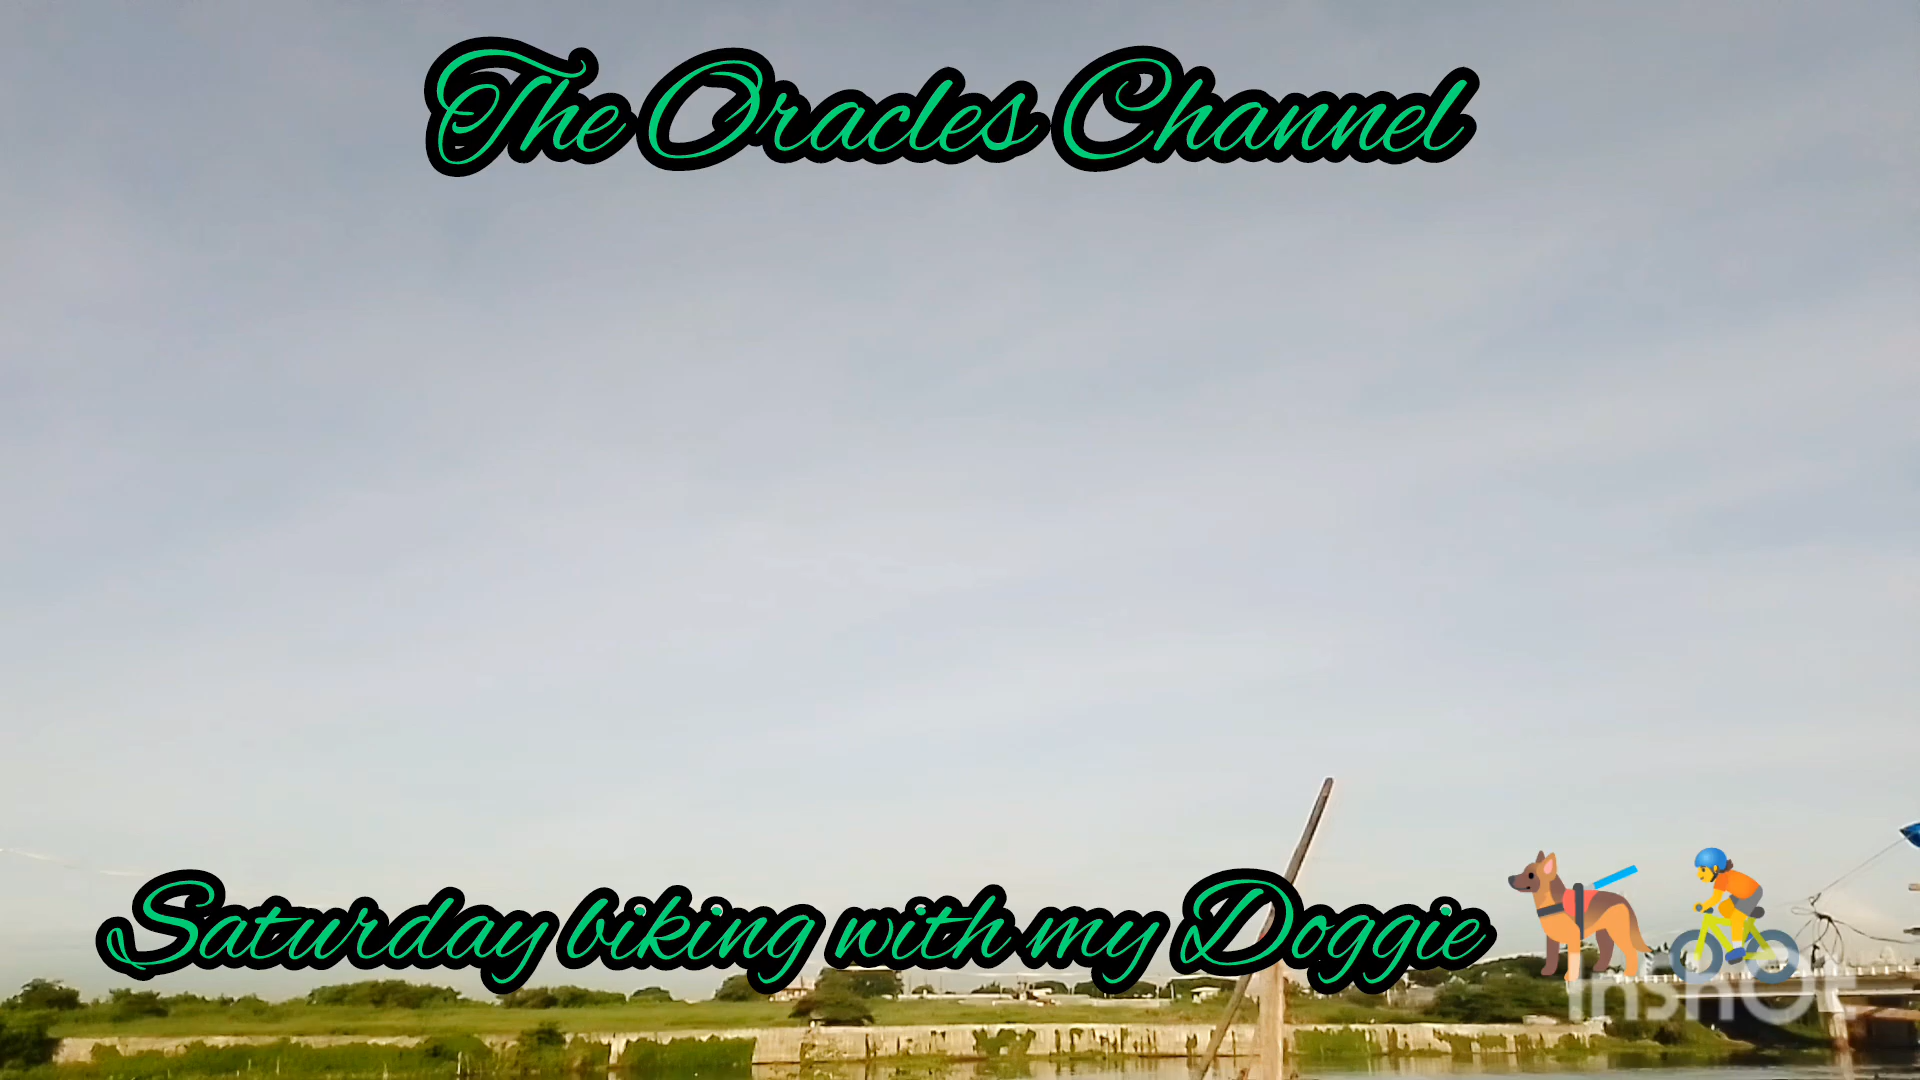 The Oracles Channel
Saturday biking with my Doggie 🐕‍🦺 🚴
InShOt